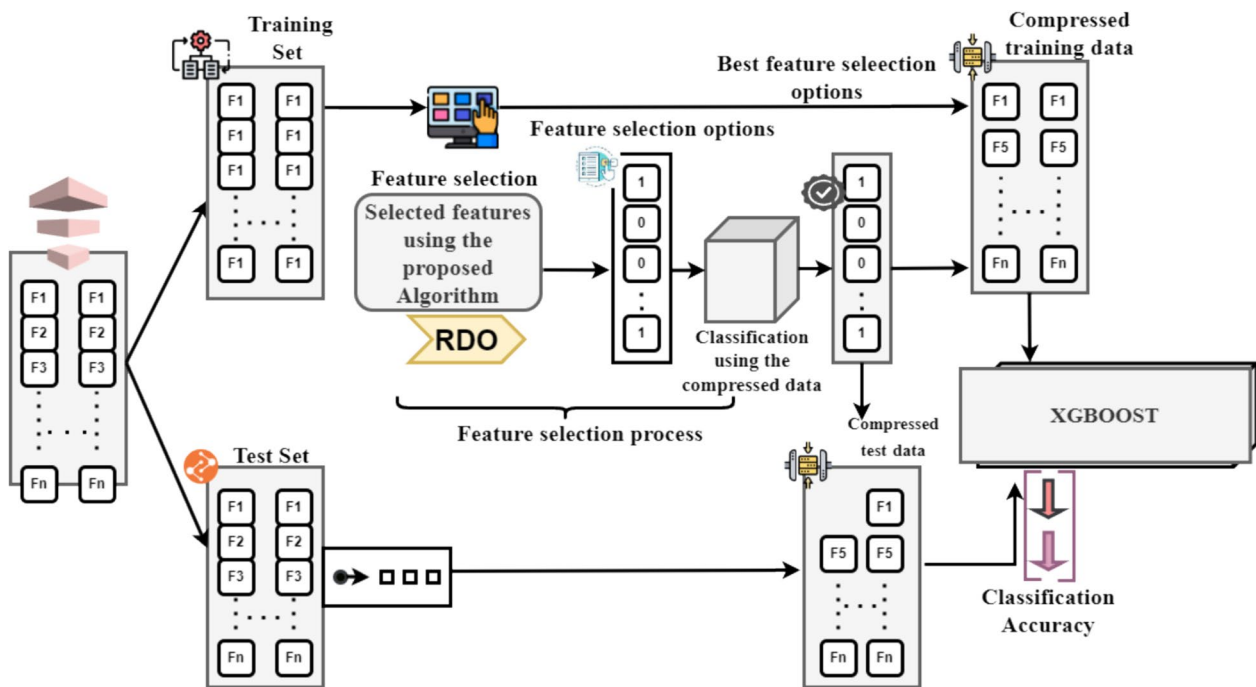 Training
Set
F1 F1
F1 F1
F1 F1
F1 F1
Compressed
training data
F1 F1
F5 F5
Fn Fn
Best feature seleection
options
Feature selection options
1
0
0
1
Feature selection
Selected features
using the
proposed
Algorithm
RDO
Classification
using the
compressed data
1
0
0
1
Feature selection process
F1 F1
F2 F2
F3 F3
Fn Fn
XGBOOST
Test Set
F1 F1
F2 F2
F3 F3
Fn Fn
Compressed
test data
F1
F5 F5
Fn Fn
Classification
Accuracy